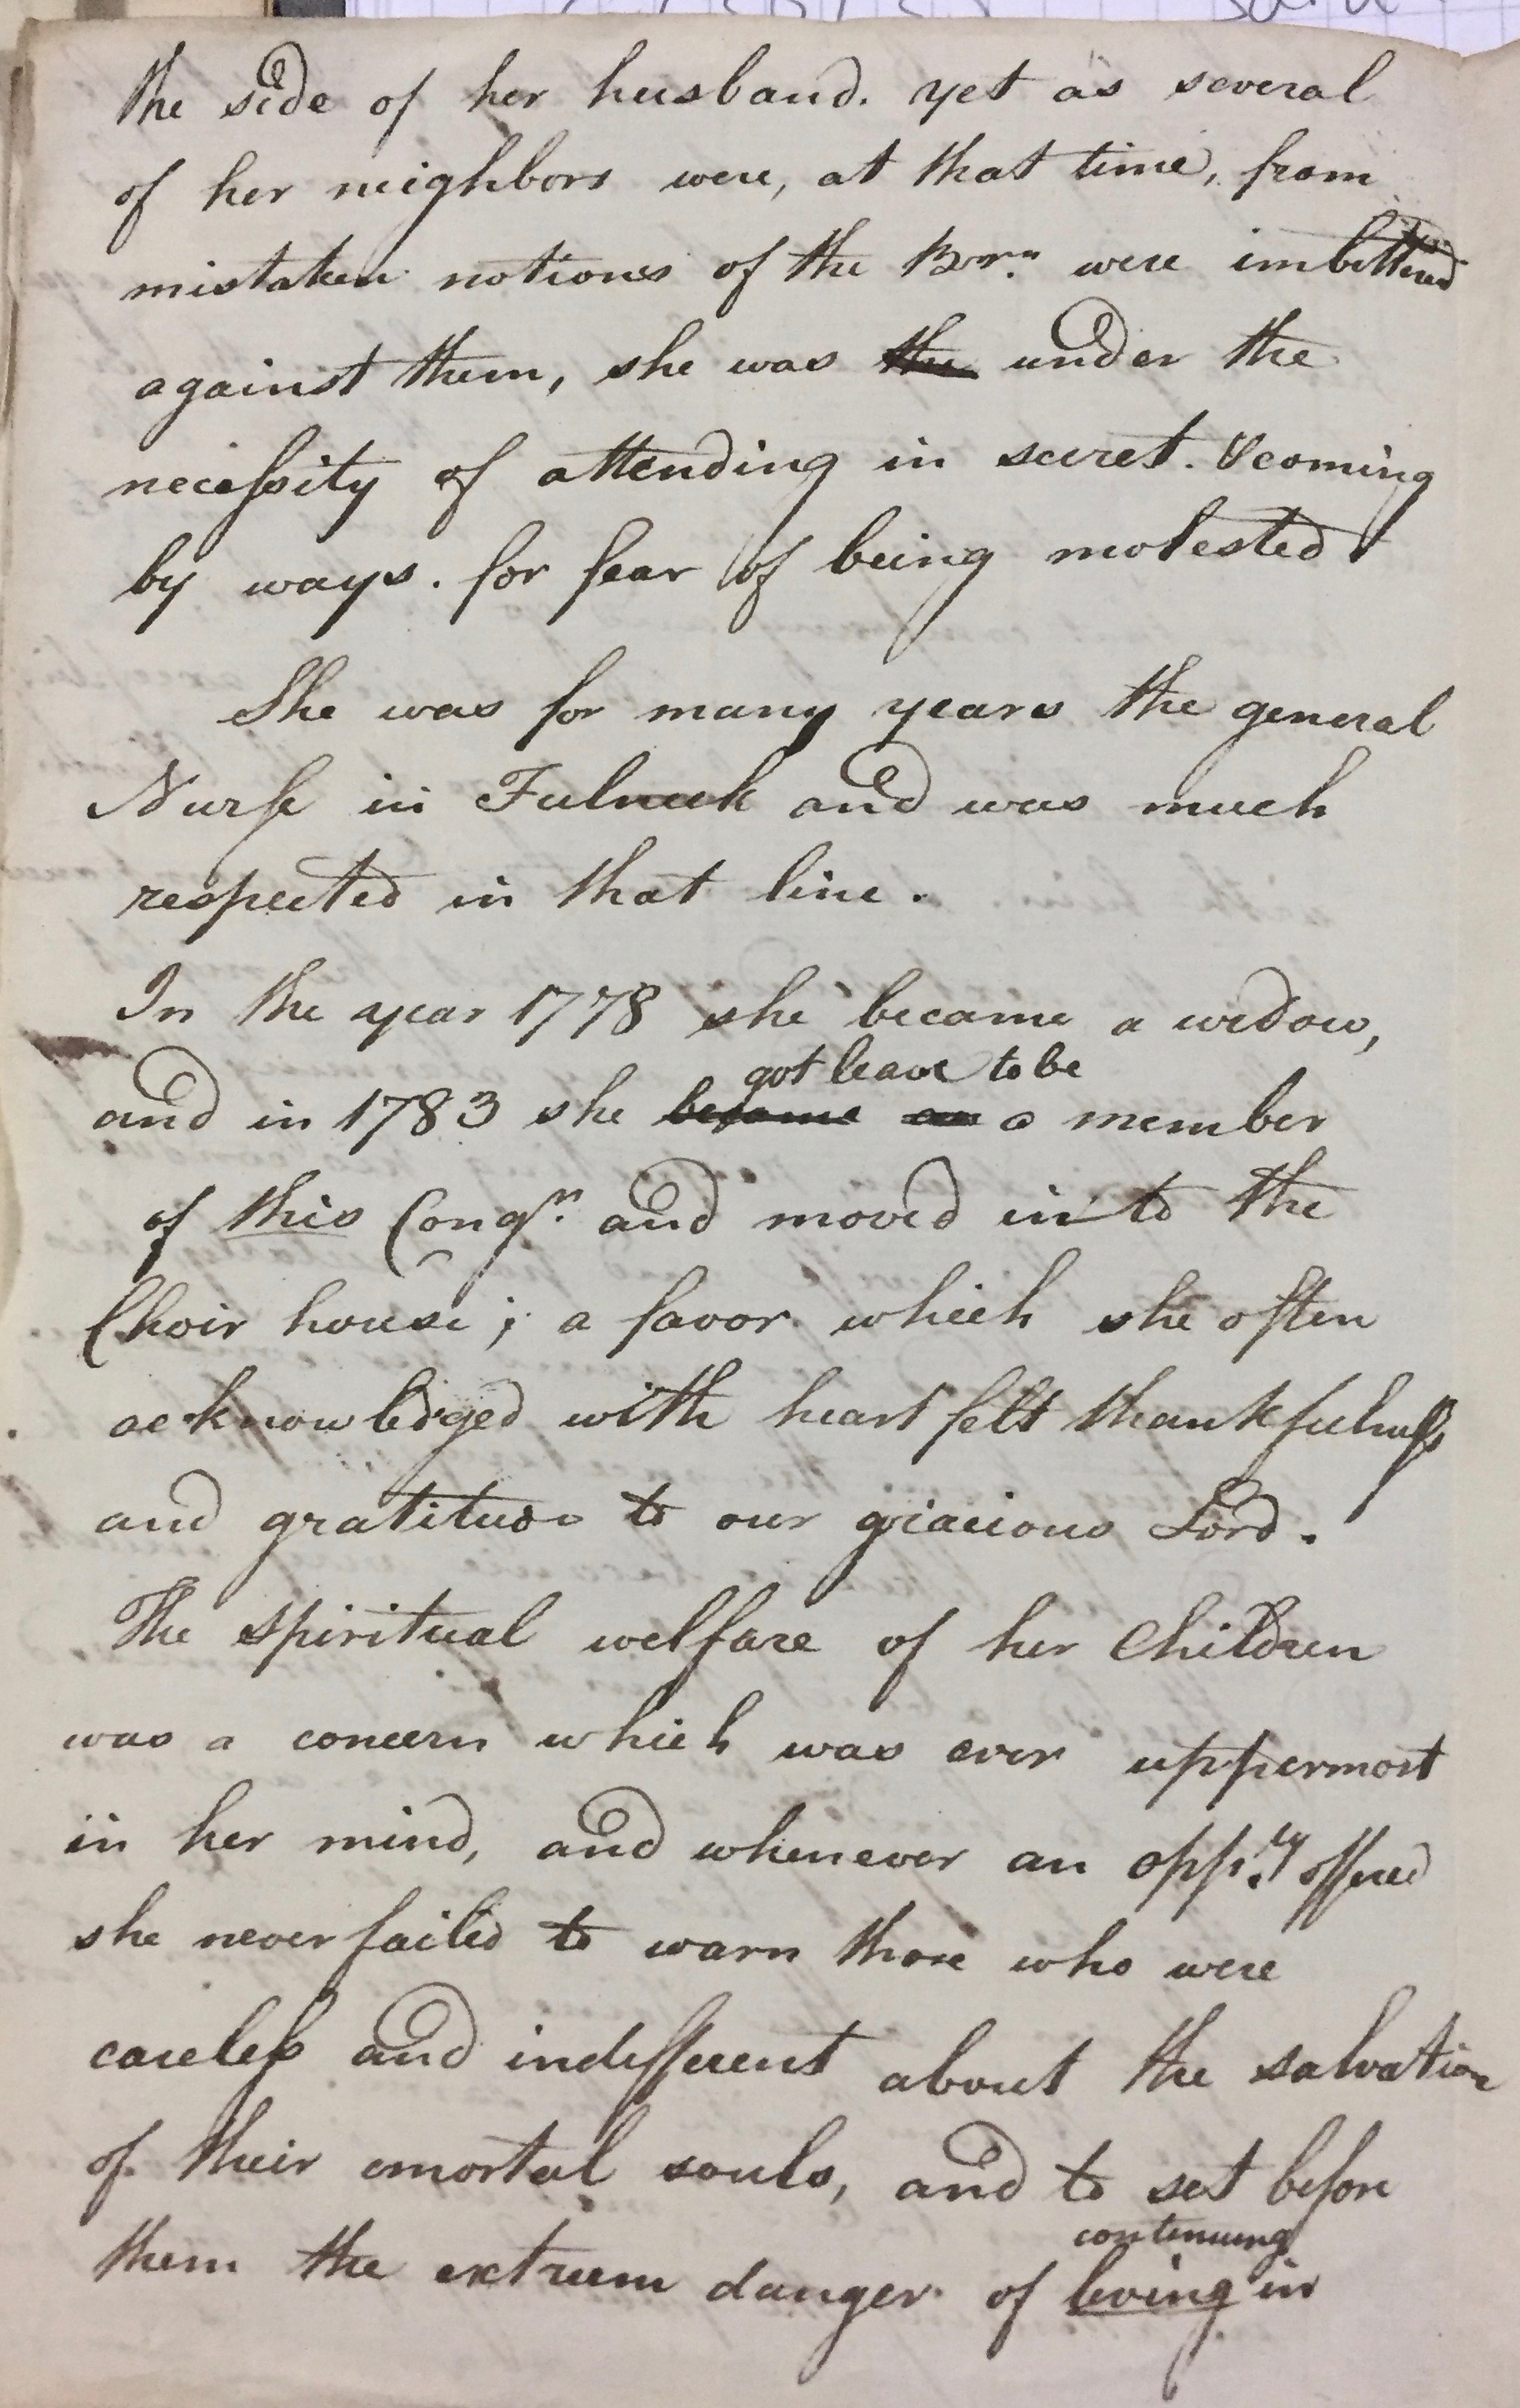 the side of her husband. yet as several
of her neighbors were, at that time, from
mistaken notions of the Brn. were imbittered
against them, she was the under the
necessity of attending in secret. & coming
by ways. for fear of being molested
She was for many years the general
Nurse in Fulneck and was much
respected in that line.
In the year 1778 she became a widow,
got leave to be
and in 1783 she became an a member
of this Congn. and moved into the
Choir house; a favor which she often
acknowledged with heart felt thankfulness
and gratitude to our gracious Lord.
The spiritual welfare of her Children
was a concern which was ever uppermost
in her mind, and whenever an oppty. offered
she never failed to warn those who were
careless and indifferent about the salvation
of their imortal souls, and to set before
continuing
them the extreem danger of living in